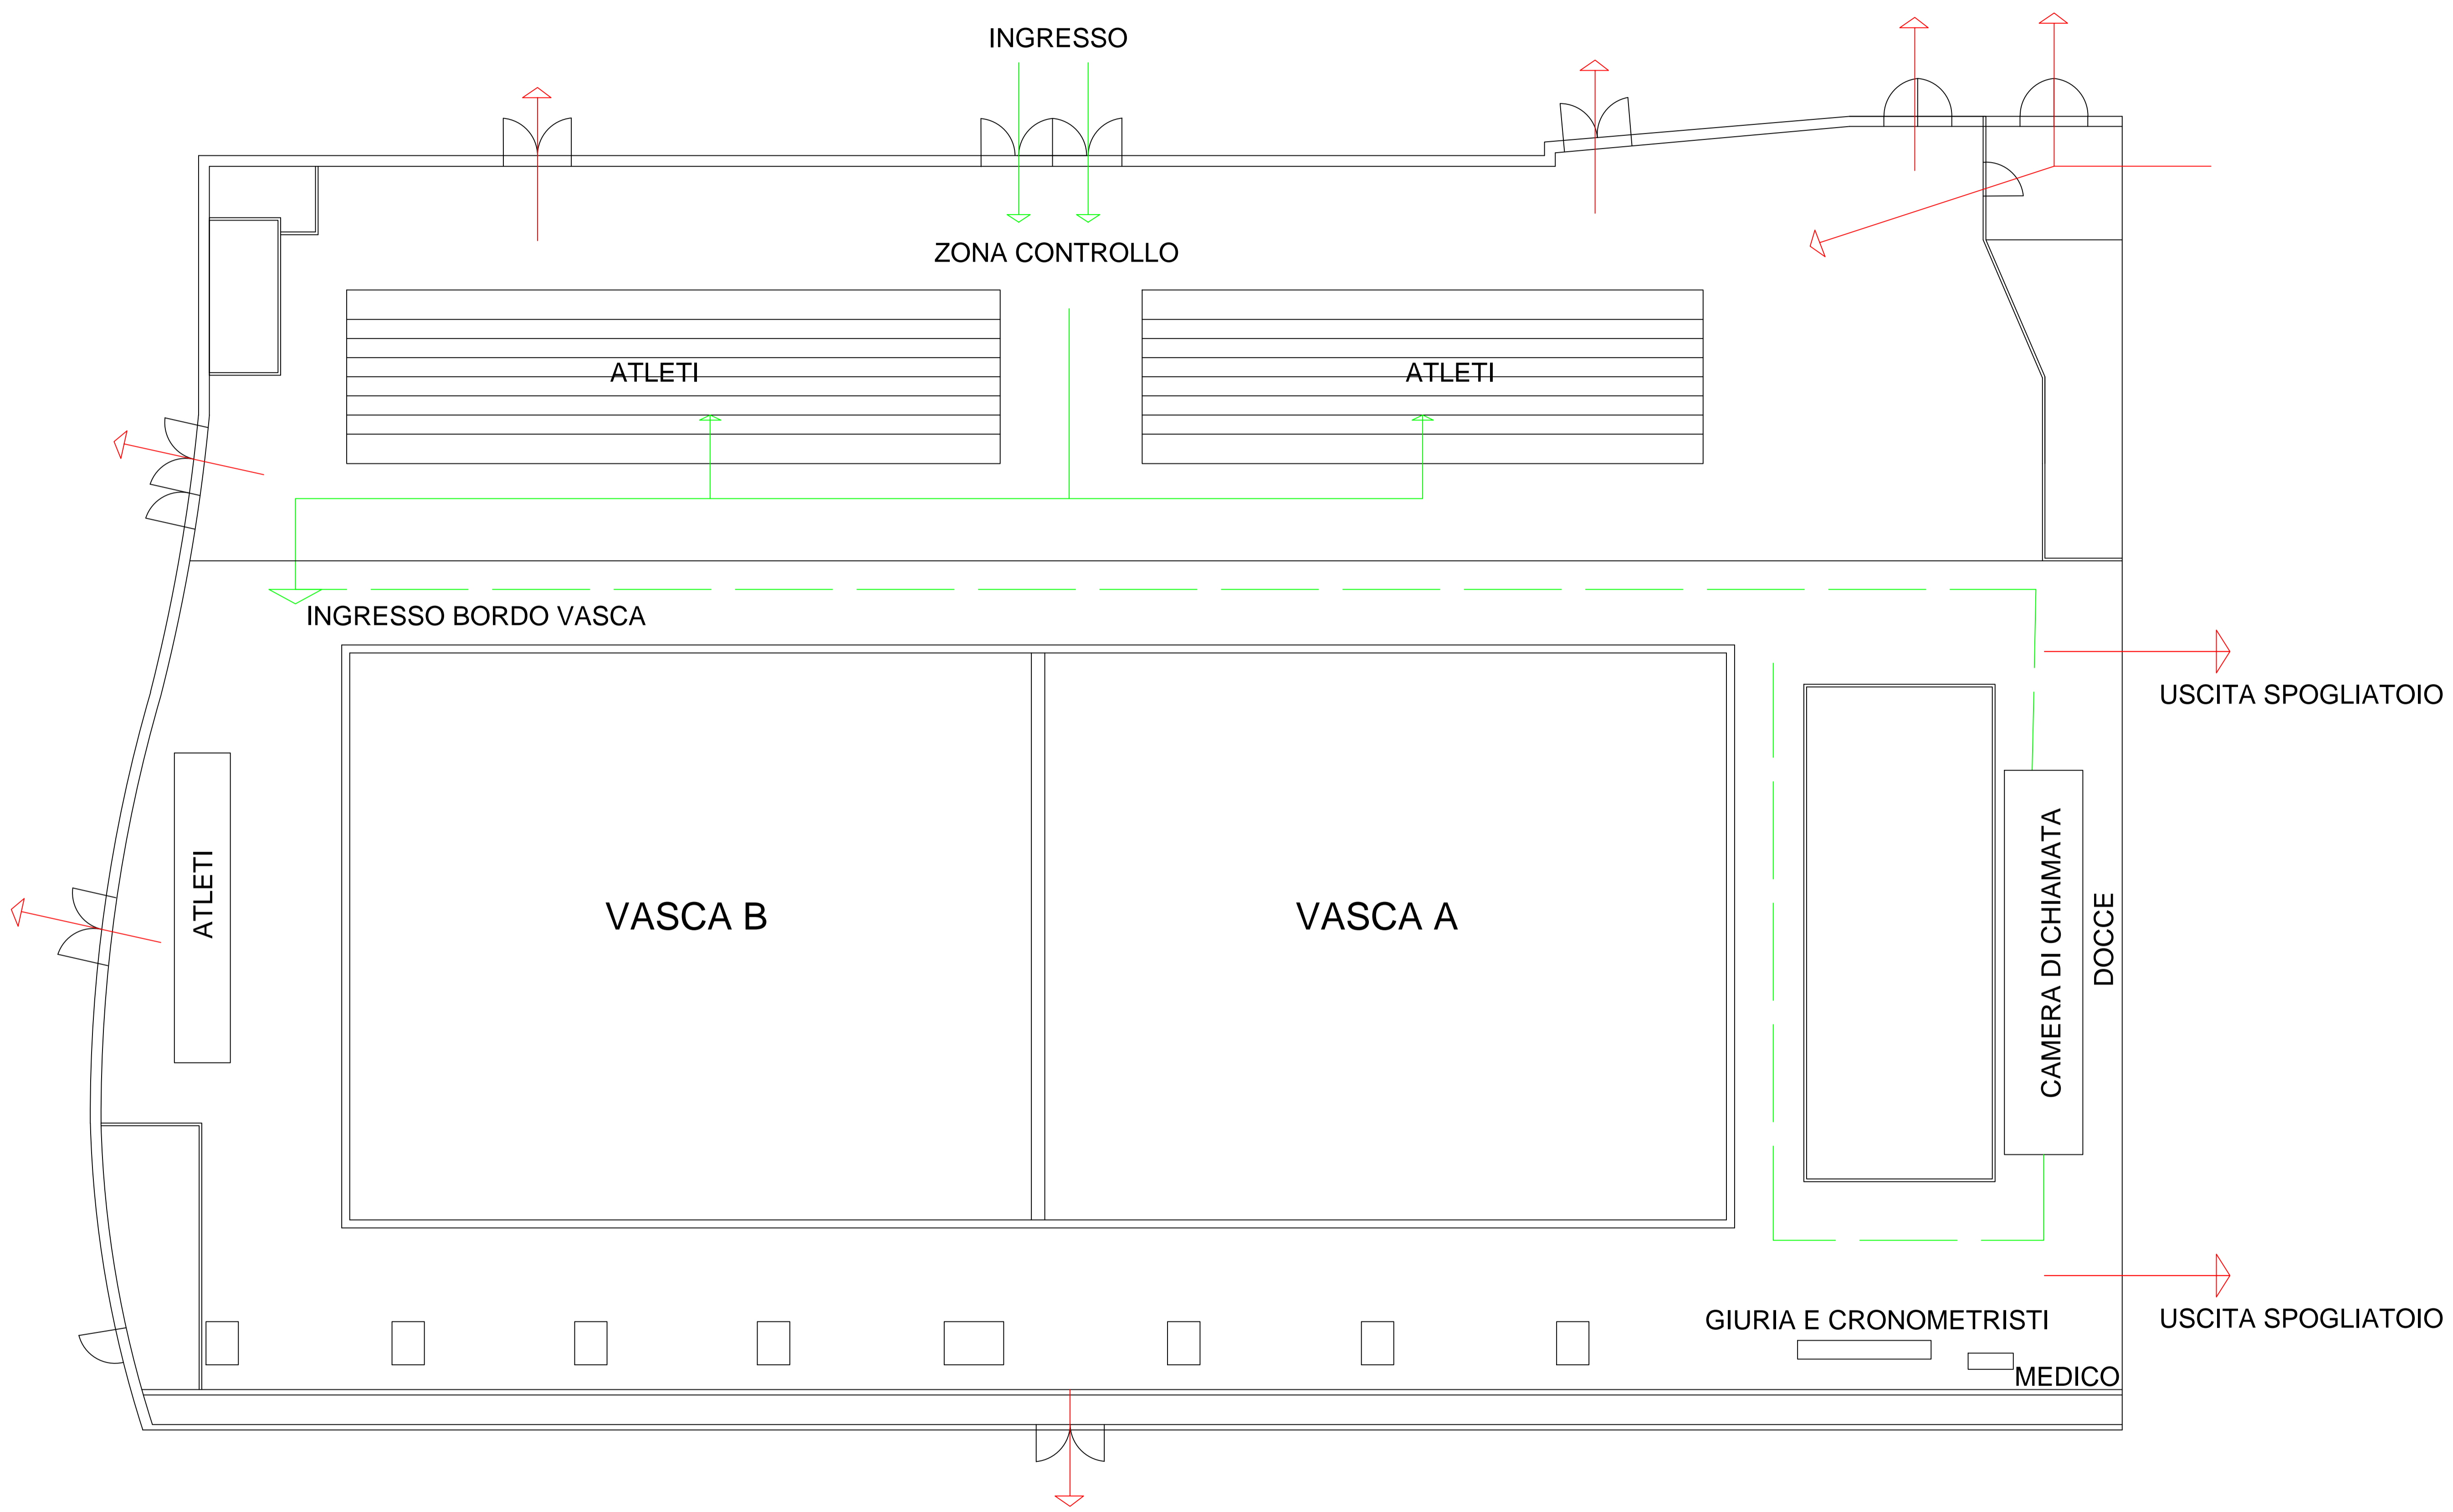 INGRESSO
ZONA CONTROLLO
ATLETI
ATLETI
INGRESSO BORDO VASCA
USCITA SPOGLIATOIO
ATLETI
VASCA B
VASCA A
CAMERA DI CHIAMATA
DOCCE
GIURIA E CRONOMETRISTI
USCITA SPOGLIATOIO
MEDICO